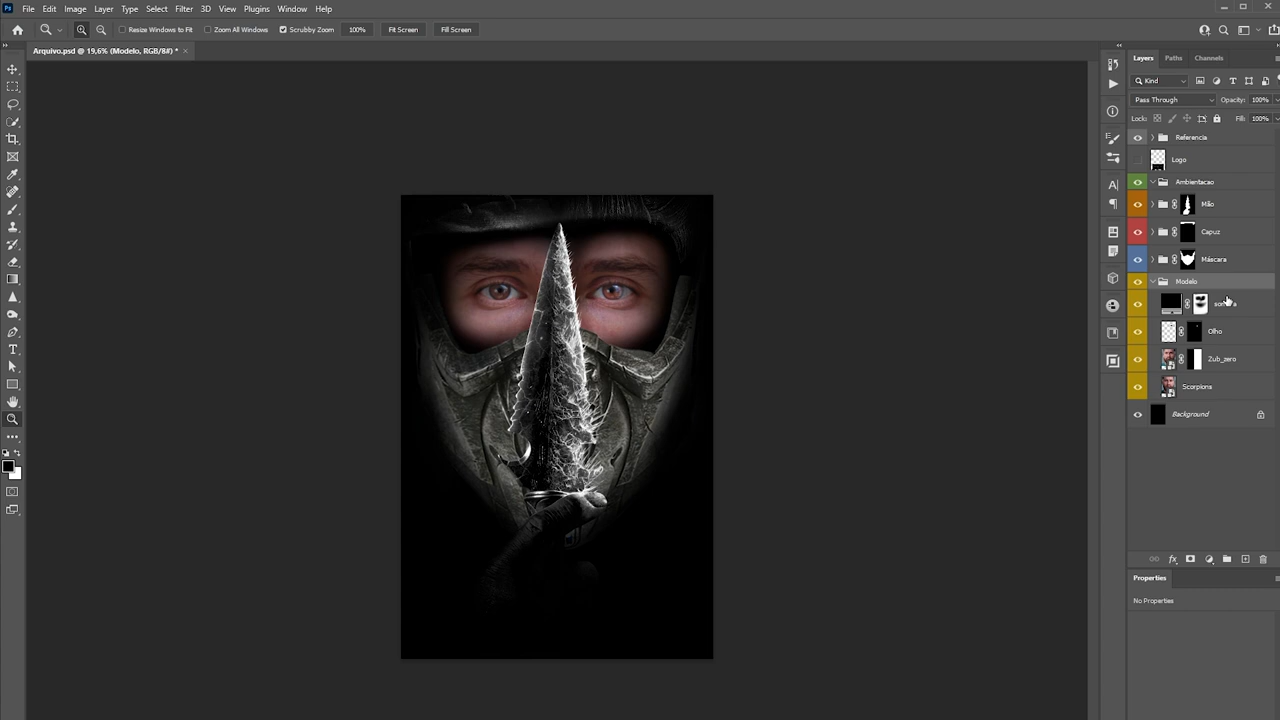 Ps File Edit Image Layer Type Select Filter 3D View Plugins Window Help
Resize Windows to Fit Zoom All Windows Scrubby Zoom 100% Fit Screen Fill Screen
Arquivo.psd @ 19,6% (Modelo, RGB/8#) * ×
Layers Paths Channels
Kind
Pass Through Opacity: 100%
Lock: Fill: 100%
Referencia
Logo
Ambientacao
Mão
Capuz
Máscara
Modelo
Olho
Zub_zero
Scorpions
Background
Properties
No Properties